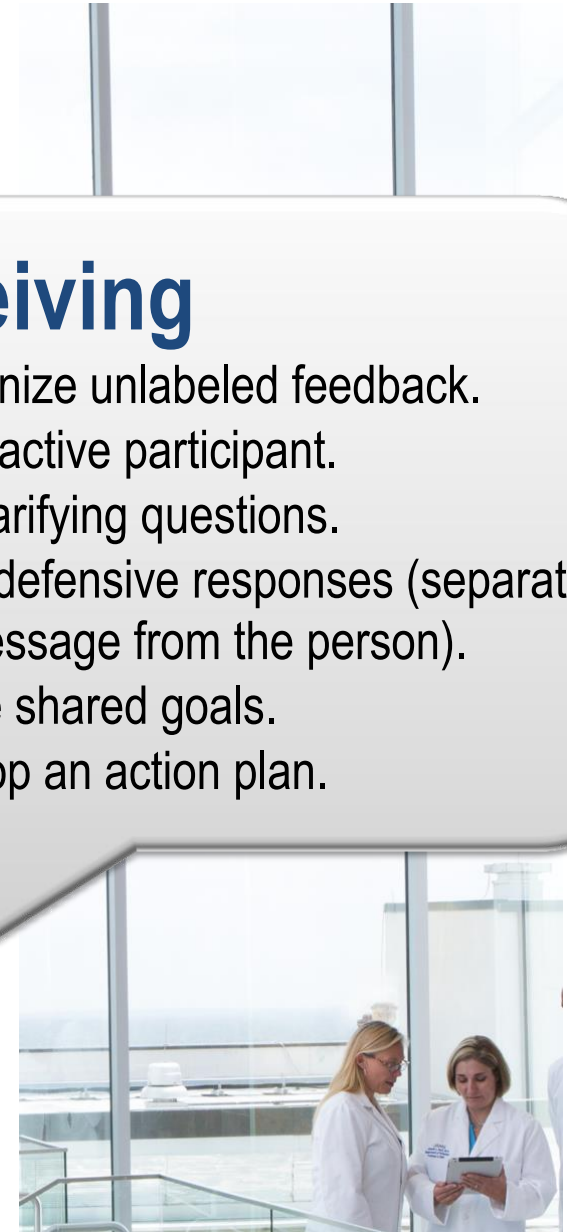 eiving
nize unlabeled feedback.
active participant.
arifying questions.
defensive responses (separat
essage from the person).
shared goals.
op an action plan.